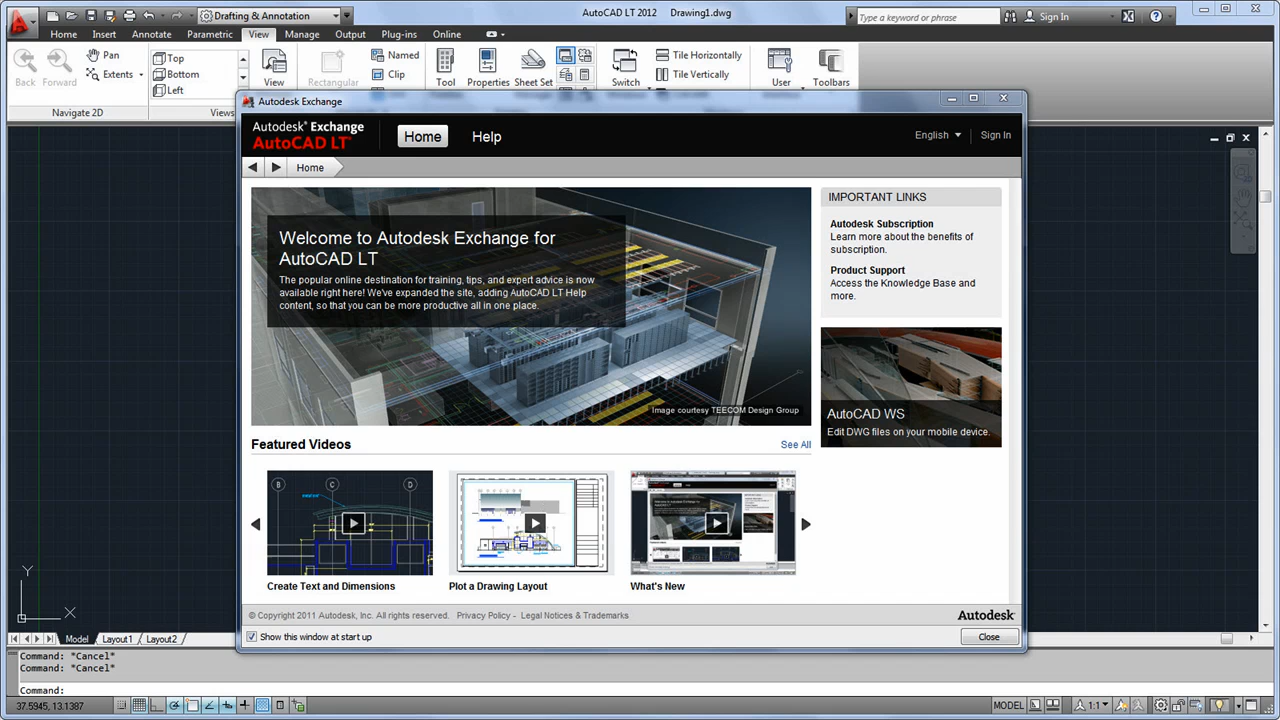 Drafting & Annotation
AutoCAD LT 2012 Drawing1.dwg
Type a keyword or phrase
Sign In
Home Insert Annotate Parametric View Manage Output Plug-ins Online
Back
Forward
Pan
Extents
Top
Bottom
Left
View
Rectangular
Named
Clip
Tool
Properties
Sheet Set
Switch
Tile Horizontally
Tile Vertically
User
Toolbars
Navigate 2D
Views
Autodesk Exchange
Autodesk® Exchange
AutoCAD LT®
Home
Help
English
Sign In
Home
Welcome to Autodesk Exchange for
AutoCAD LT
The popular online destination for training, tips, and expert advice is now
available right here! We've expanded the site, adding AutoCAD LT Help
content, so that you can be more productive all in one place.
Image courtesy TEECOM Design Group
IMPORTANT LINKS
Autodesk Subscription
Learn more about the benefits of
subscription.
Product Support
Access the Knowledge Base and
more.
AutoCAD WS
Edit DWG files on your mobile device.
Featured Videos
See All
B C D
Create Text and Dimensions
Plot a Drawing Layout
What's New
© Copyright 2011 Autodesk, Inc. All rights reserved. Privacy Policy - Legal Notices & Trademarks
Autodesk
Show this window at start up
Close
Y
X
Model Layout1 Layout2
Command: *Cancel*
Command: *Cancel*
Command:
37.5945, 13.1387
MODEL
1:1